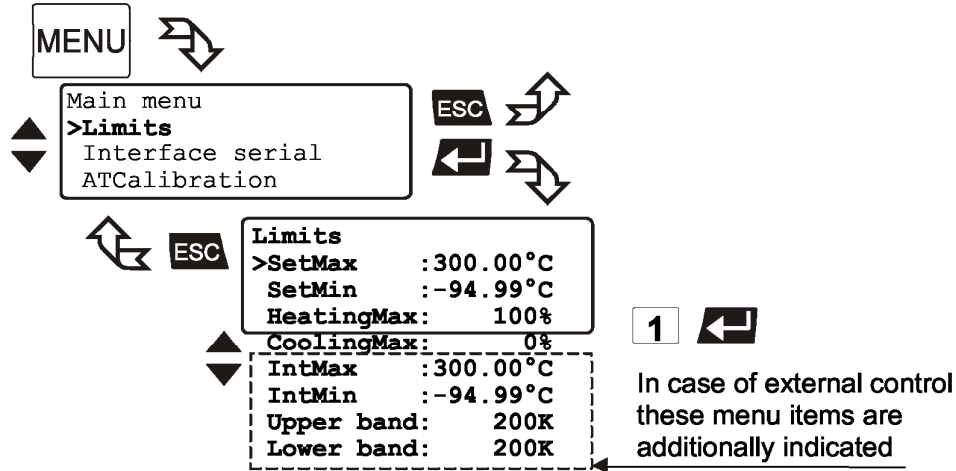 MENU
Main menu
>Limits
Interface serial
ATCalibration
ESC
ESC
Limits
>SetMax :300.00°C
SetMin :-94.99°C
HeatingMax: 100%
CoolingMax: 0%
IntMax :300.00°C
IntMin :-94.99°C
Upper band: 200K
Lower band: 200K
1
In case of external control
these menu items are
additionally indicated